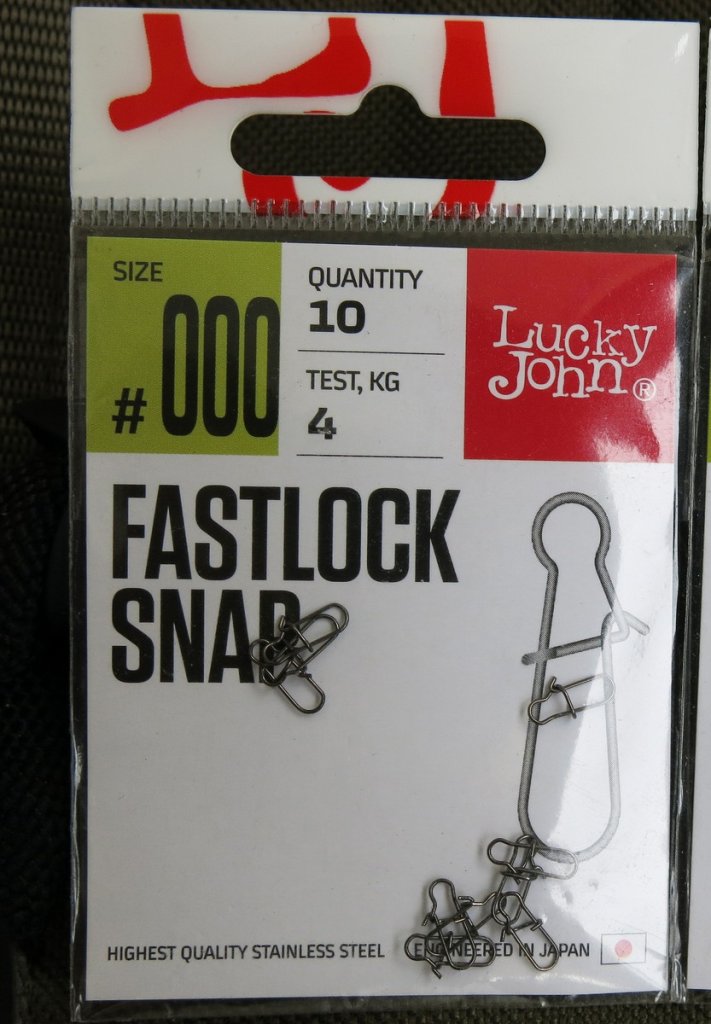 SIZE
# 000
QUANTITY
10
TEST, KG
4
Lucky
John®
FASTLOCK
SNAP
HIGHEST QUALITY STAINLESS STEEL
ENGINEERED IN JAPAN